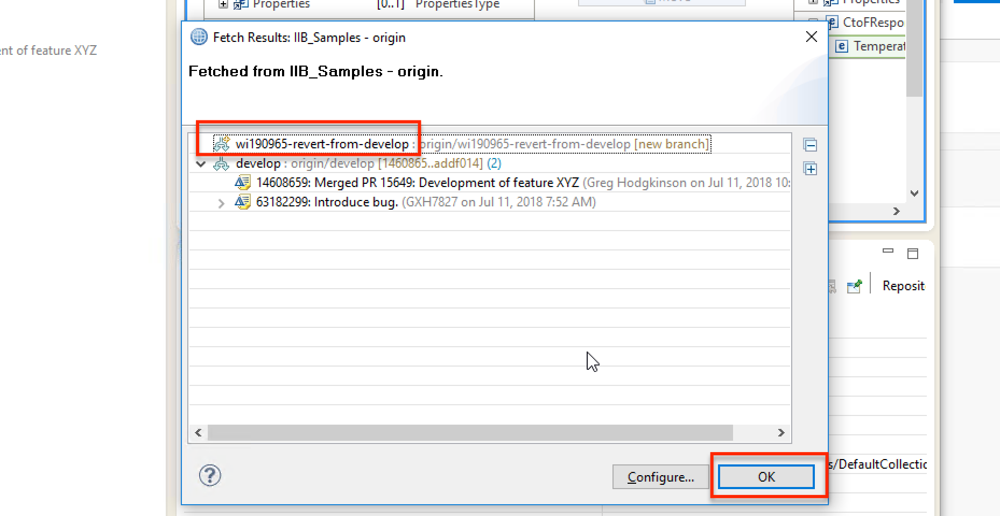 Properties [0..1] PropertiesType
Properties
CtoFRespo
Temperat
nt of feature XYZ
Fetch Results: IIB_Samples - origin
Fetched from IIB_Samples - origin.
wi190965-revert-from-develop : origin/wi190965-revert-from-develop [new branch]
develop : origin/develop [1460865..addf014] (2)
14608659: Merged PR 15649: Development of feature XYZ (Greg Hodgkinson on Jul 11, 2018 10:
63182299: Introduce bug. (GXH7827 on Jul 11, 2018 7:52 AM)
Reposit
s/DefaultCollectio
Configure...
OK